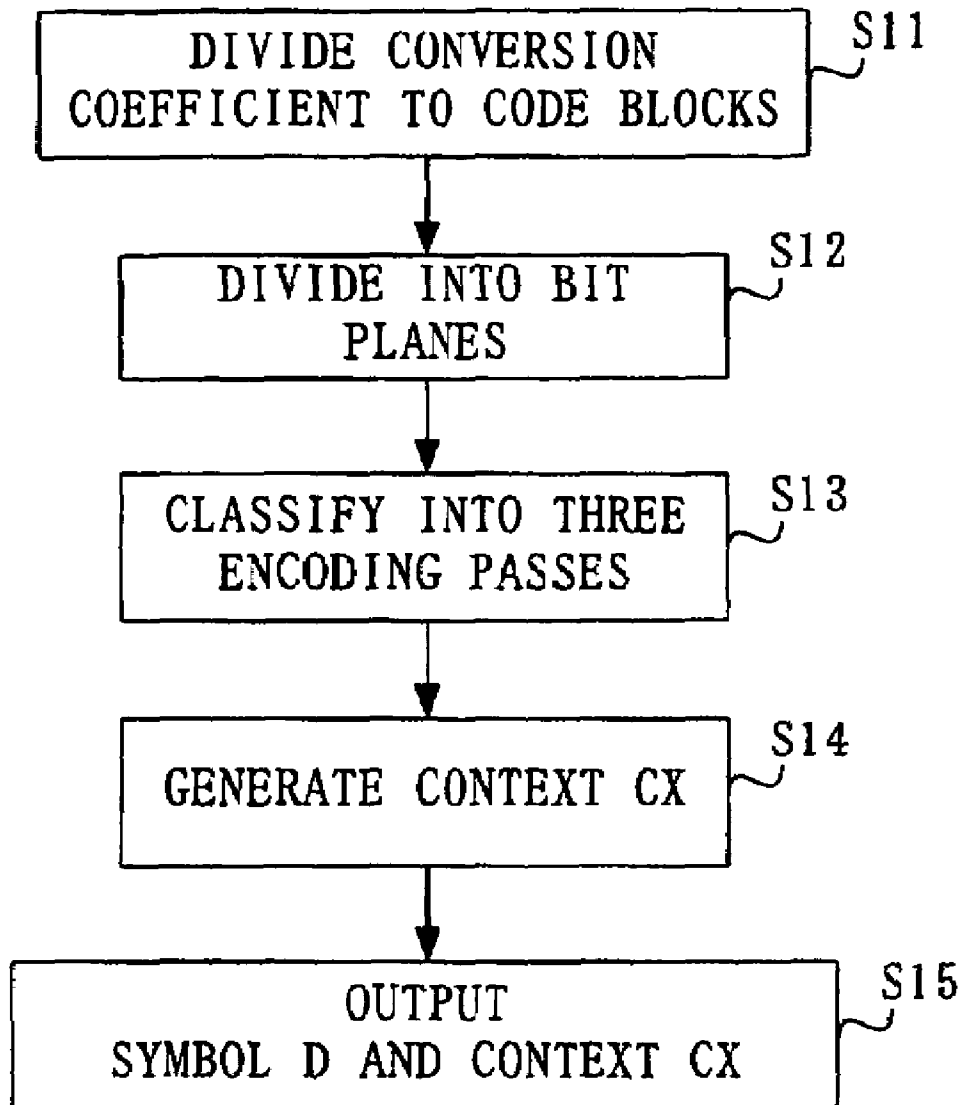 DIVIDE CONVERSION
COEFFICIENT TO CODE BLOCKS
S11
DIVIDE INTO BIT
PLANES
S12
CLASSIFY INTO THREE
ENCODING PASSES
S13
GENERATE CONTEXT CX
S14
OUTPUT
SYMBOL D AND CONTEXT CX
S15